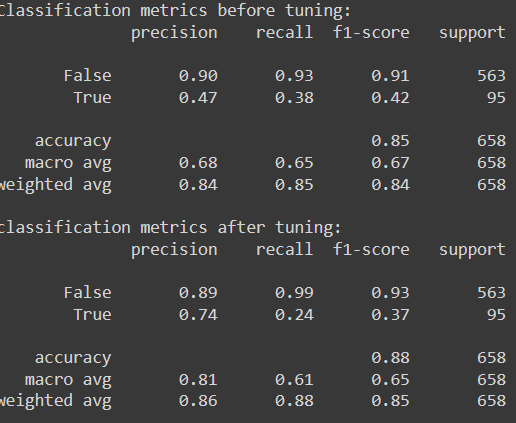 Classification metrics before tuning:
precision recall f1-score support
False 0.90 0.93 0.91 563
True 0.47 0.38 0.42 95
accuracy 0.85 658
macro avg 0.68 0.65 0.67 658
weighted avg 0.84 0.85 0.84 658
Classification metrics after tuning:
precision recall f1-score support
False 0.89 0.99 0.93 563
True 0.74 0.24 0.37 95
accuracy 0.88 658
macro avg 0.81 0.61 0.65 658
weighted avg 0.86 0.88 0.85 658